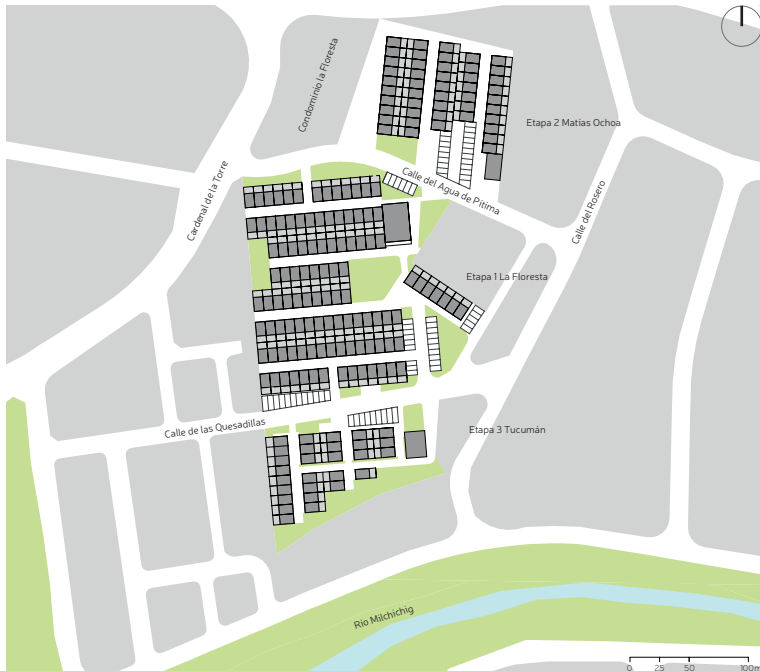 Condominio la Floresta
Etapa 2 Matías Ochoa
Cardenal de la Torre
Calle del Agua de Pitima
Calle del Rosero
Etapa 1 La Floresta
Calle de las Quesadillas
Etapa 3 Tucumán
Río Milchichig
0 25 50 100m